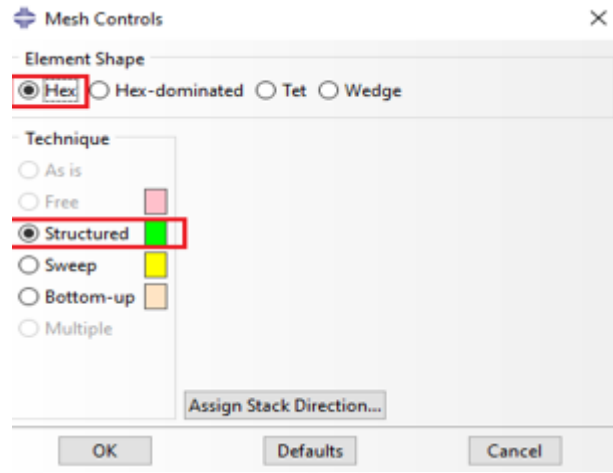 Mesh Controls
Element Shape
Hex Hex-dominated Tet Wedge
Technique
As is
Free
Structured
Sweep
Bottom-up
Multiple
Assign Stack Direction...
OK Defaults Cancel